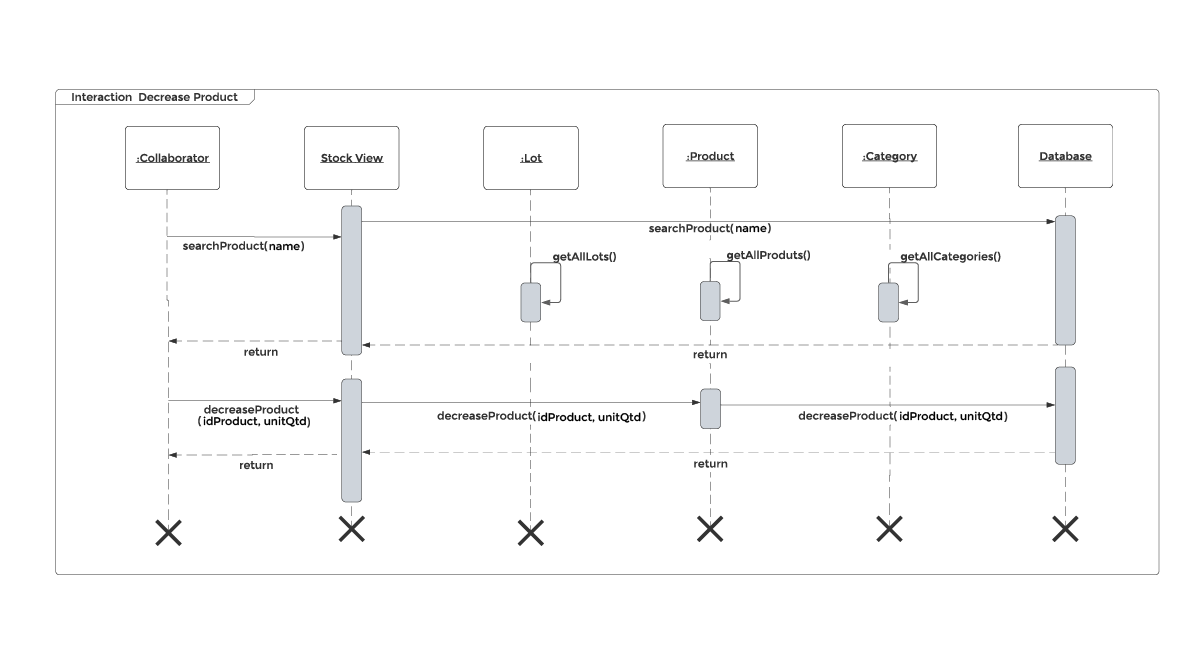 Interaction Decrease Product
:Collaborator
Stock View
:Lot
:Product
:Category
Database
searchProduct(name)
searchProduct(name)
getAllLots()
getAllProduts()
getAllCategories()
return
return
decreaseProduct
(idProduct, unitQtd)
decreaseProduct(idProduct, unitQtd)
decreaseProduct(idProduct, unitQtd)
return
return